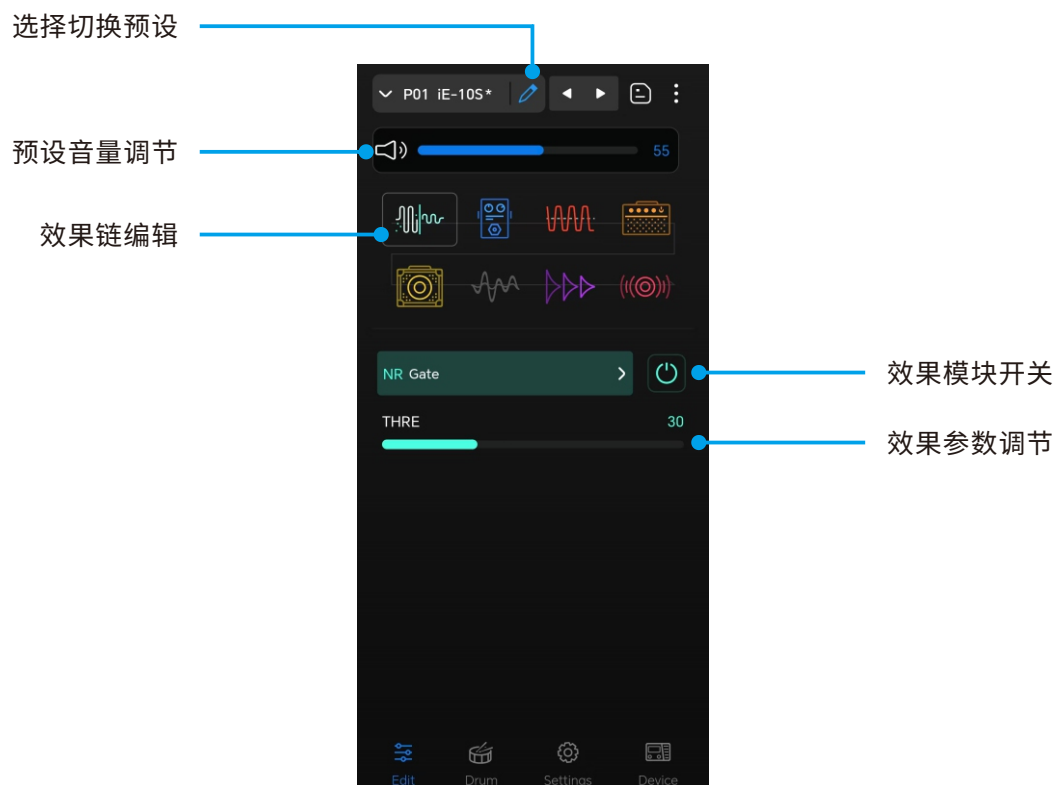 选择切换预设
P01 iE-10S*
预设音量调节
55
效果链编辑
NR Gate
效果模块开关
THRE
30
效果参数调节
Edit
Drum
Settings
Device